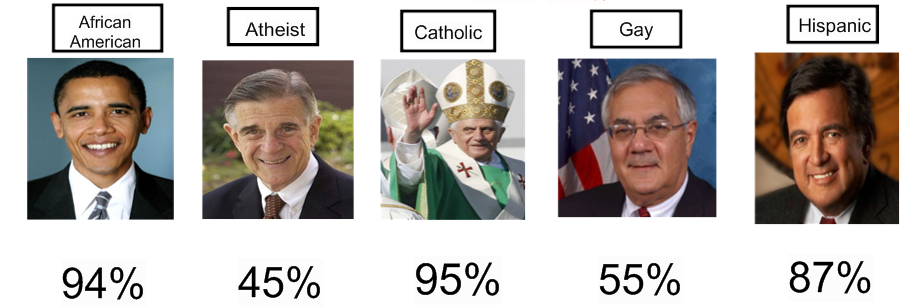 African
American
Atheist
Catholic
Gay
Hispanic
94%
45%
95%
55%
87%